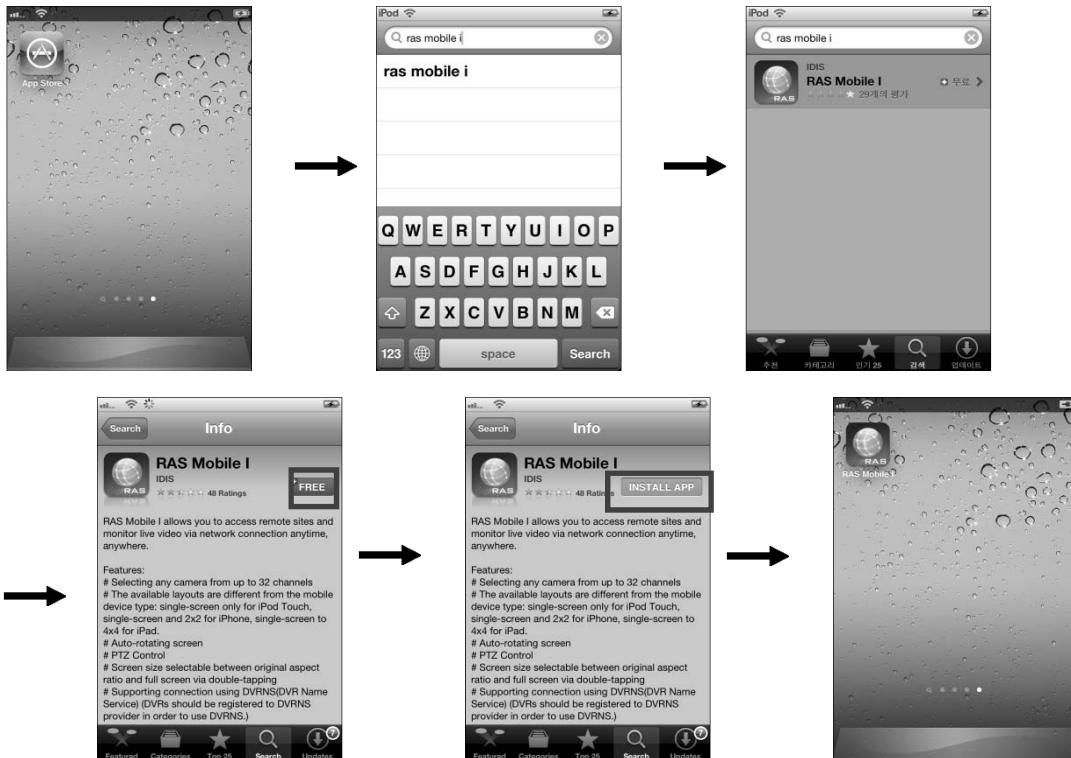 App Store
iPod
ras mobile i
ras mobile i
Q W E R T Y U I O P
A S D F G H J K L
Z X C V B N M
123 space Search
iPod
ras mobile i
IDIS
RAS Mobile I
RAS
29개의 평가
무료
추천 카테고리 인기 25 검색 업데이트
Search Info
RAS Mobile I
IDIS
RAS
48 Ratings
FREE
RAS Mobile I allows you to access remote sites and
monitor live video via network connection anytime,
anywhere.
Features:
# Selecting any camera from up to 32 channels
# The available layouts are different from the mobile
device type: single-screen only for iPod Touch,
single-screen and 2x2 for iPhone, single-screen to
4x4 for iPad.
# Auto-rotating screen
# PTZ Control
# Screen size selectable between original aspect
ratio and full screen via double-tapping
# Supporting connection using DVRNS(DVR Name
Service) (DVRs should be registered to DVRNS
provider in order to use DVRNS.)
Featured Categories Top 25 Search Updates
7
Search Info
RAS Mobile I
IDIS
RAS
48 Ratings
INSTALL APP
RAS Mobile I allows you to access remote sites and
monitor live video via network connection anytime,
anywhere.
Features:
# Selecting any camera from up to 32 channels
# The available layouts are different from the mobile
device type: single-screen only for iPod Touch,
single-screen and 2x2 for iPhone, single-screen to
4x4 for iPad.
# Auto-rotating screen
# PTZ Control
# Screen size selectable between original aspect
ratio and full screen via double-tapping
# Supporting connection using DVRNS(DVR Name
Service) (DVRs should be registered to DVRNS
provider in order to use DVRNS.)
Featured Categories Top 25 Search Updates
7
RAS
RAS Mobile I